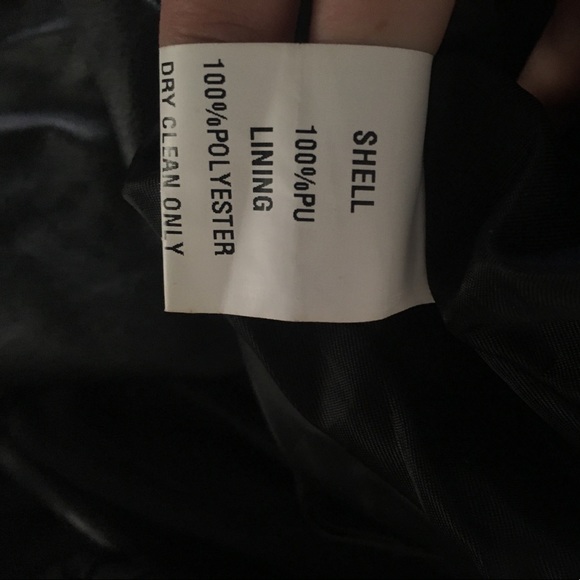 SHELL
100%PU
LINING
100%POLYESTER
DRY CLEAN ONLY